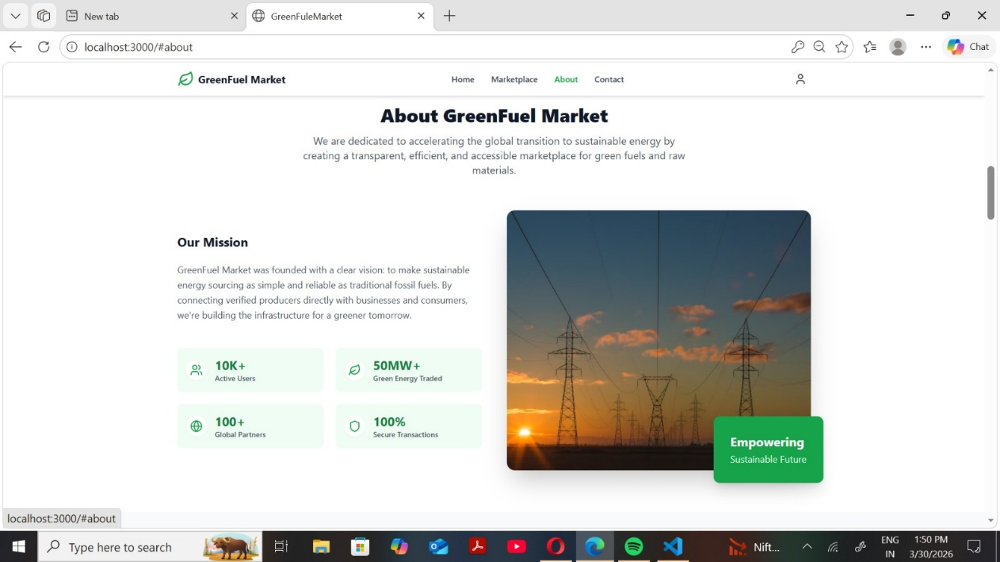 New tab
GreenFuleMarket
localhost:3000/#about
Chat
GreenFuel Market
Home
Marketplace
About
Contact
About GreenFuel Market
We are dedicated to accelerating the global transition to sustainable energy by
creating a transparent, efficient, and accessible marketplace for green fuels and raw
materials.
Our Mission
GreenFuel Market was founded with a clear vision: to make sustainable
energy sourcing as simple and reliable as traditional fossil fuels. By
connecting verified producers directly with businesses and consumers,
we're building the infrastructure for a greener tomorrow.
10K+
Active Users
50MW+
Green Energy Traded
100+
Global Partners
100%
Secure Transactions
Empowering
Sustainable Future
localhost:3000/#about
Type here to search
Nift...
ENG
IN
1:50 PM
3/30/2026